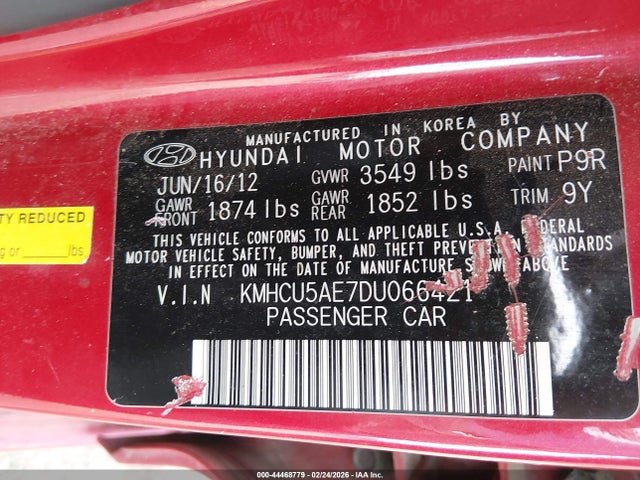 MANUFACTURED IN KOREA BY
HYUNDAI MOTOR COMPANY
JUN/16/12 GVWR 3549 lbs PAINT P9R
GAWR FRONT 1874 lbs GAWR REAR 1852 lbs TRIM 9Y
THIS VEHICLE CONFORMS TO ALL APPLICABLE U.S.A. FEDERAL
MOTOR VEHICLE SAFETY, BUMPER, AND THEFT PREVENTION STANDARDS
IN EFFECT ON THE DATE OF MANUFACTURE SHOWN ABOVE
V.I.N KMHCU5AE7DU066421
PASSENGER CAR
TY REDUCED
g or ______lbs
000-44468779 - 02/24/2026 - IAA Inc.